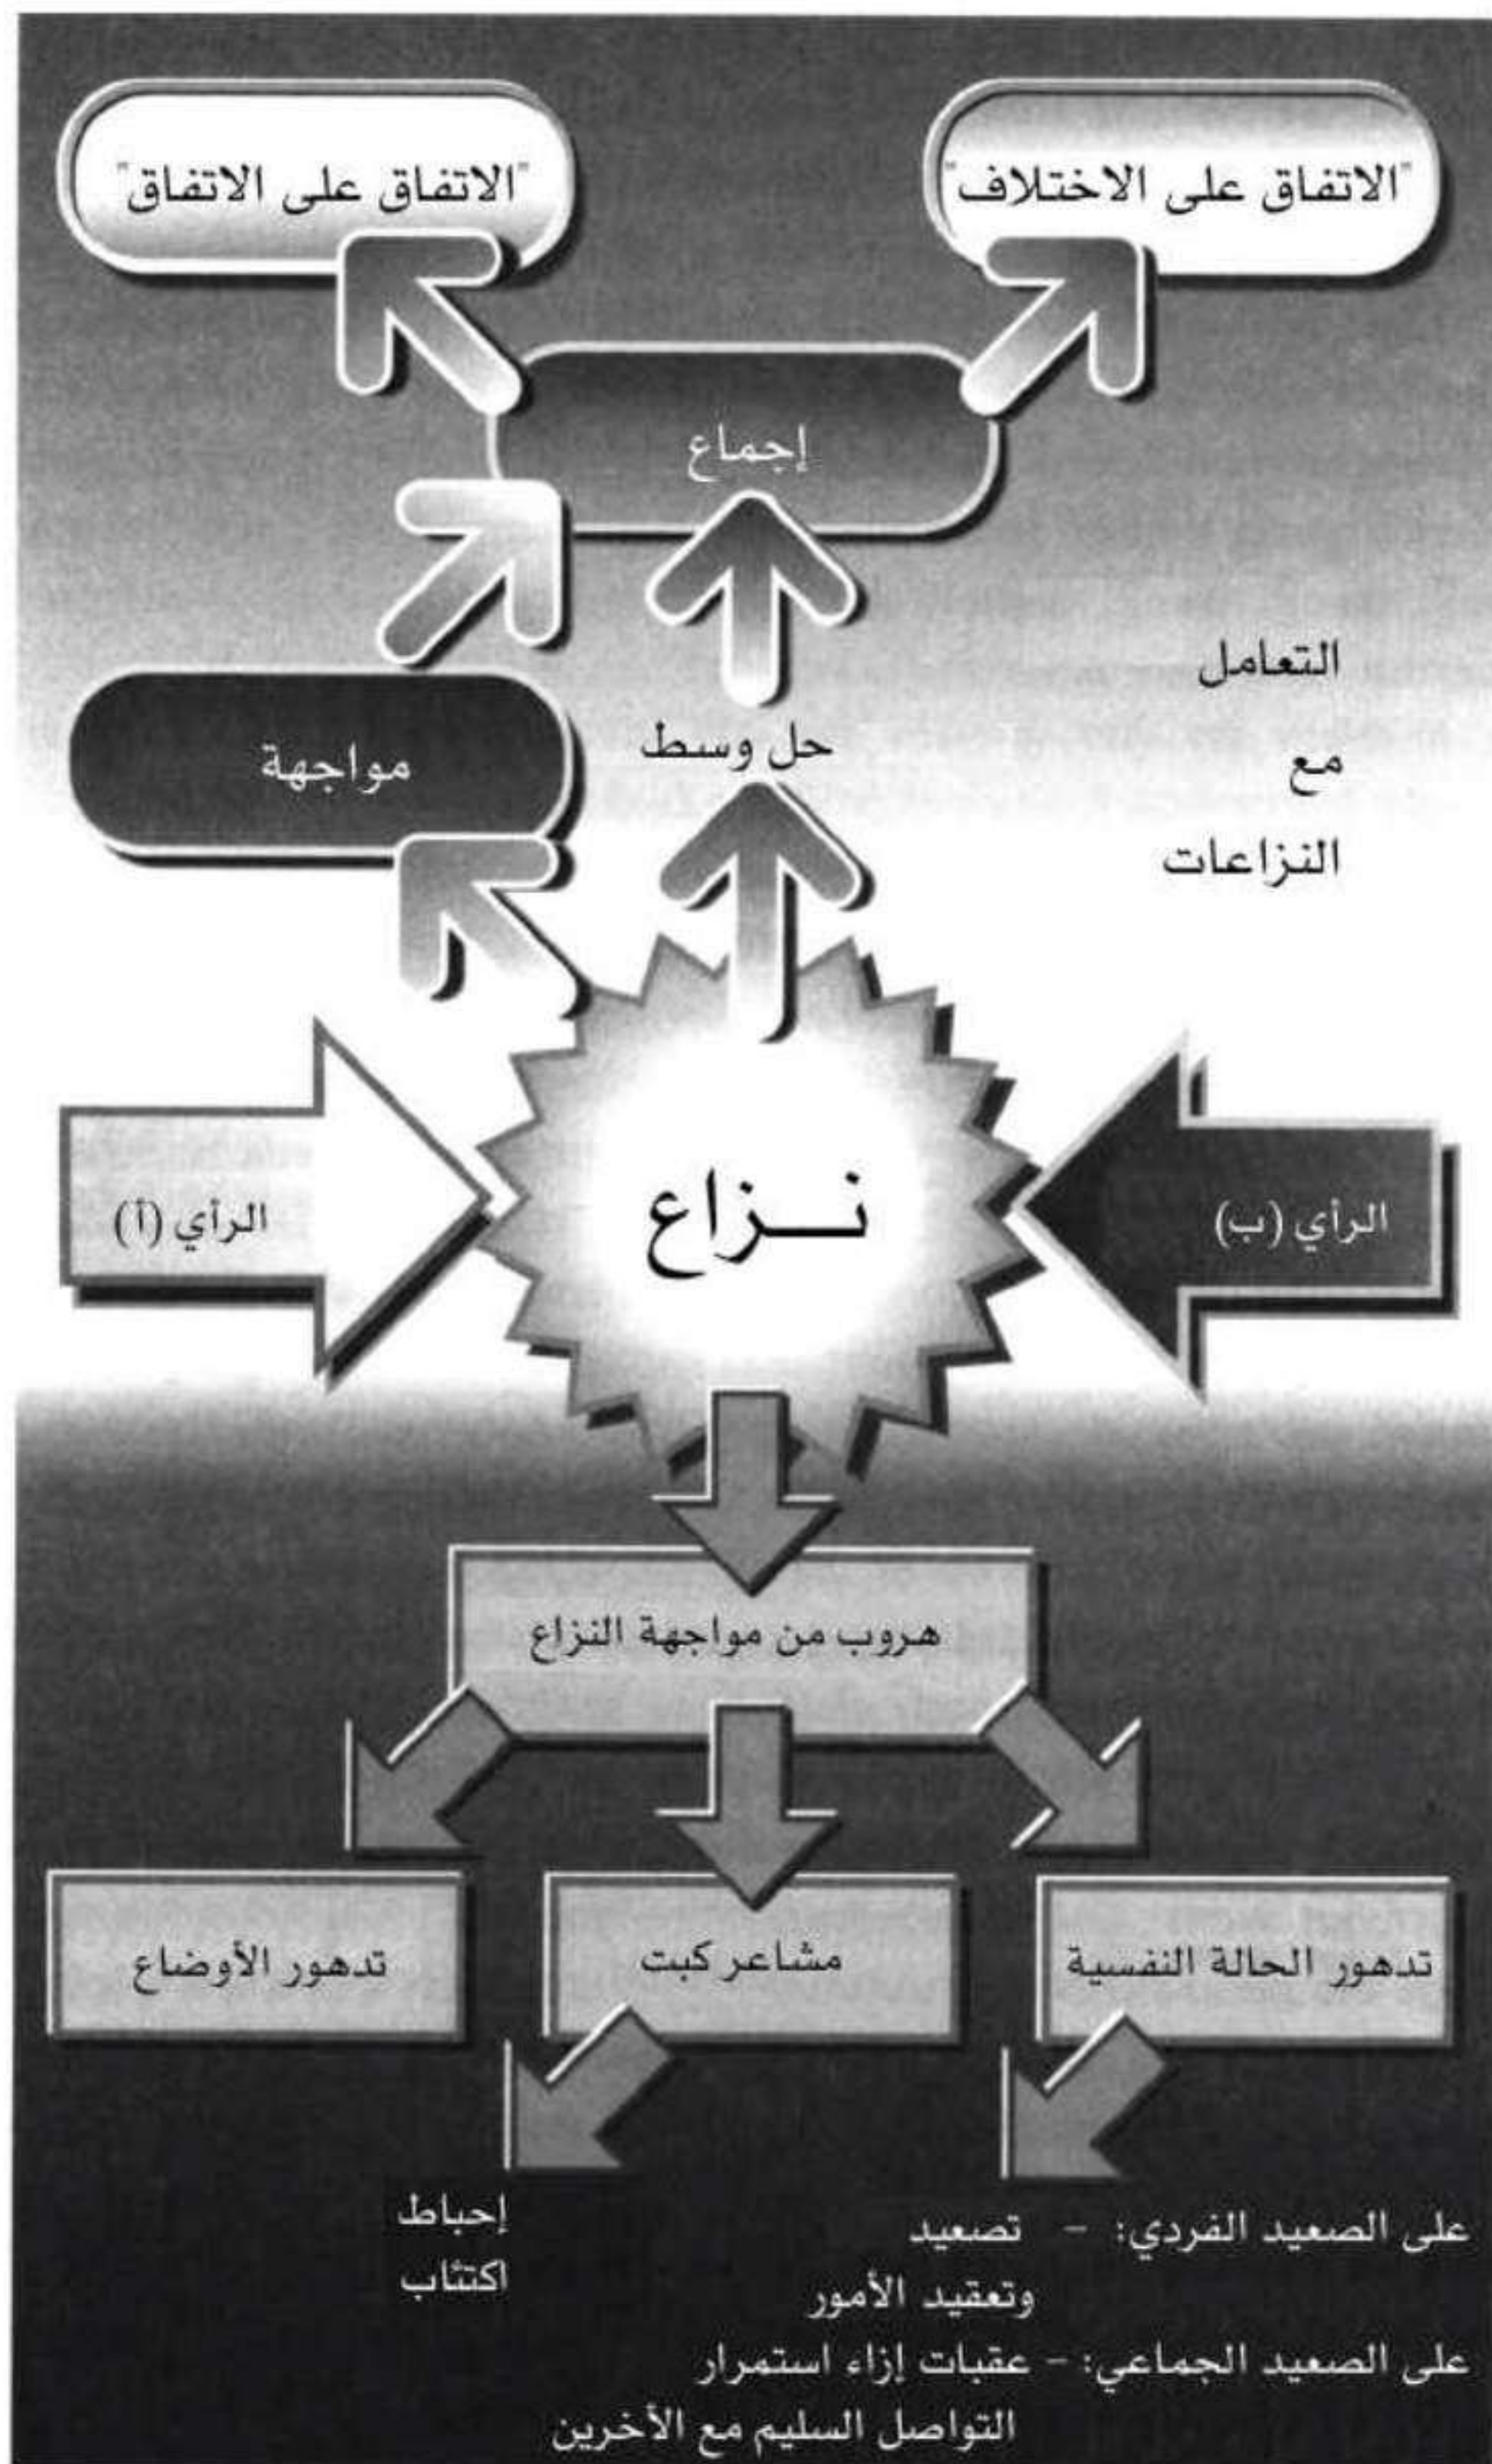 "الاتفاق على الاختلاف"
"الاتفاق على الاتفاق"
إجماع
التعامل
مع
النزاعات
حل وسط
مواجهة
الرأي (ب)
نـــزاع
الرأي (أ)
هروب من مواجهة النزاع
تدهور الحالة النفسية
مشاعر كبت
تدهور الأوضاع
على الصعيد الفردي: - تصعيد
وتعقيد الأمور
على الصعيد الجماعي: - عقبات إزاء استمرار
التواصل السليم مع الأخرين
إحباط
اكتئاب